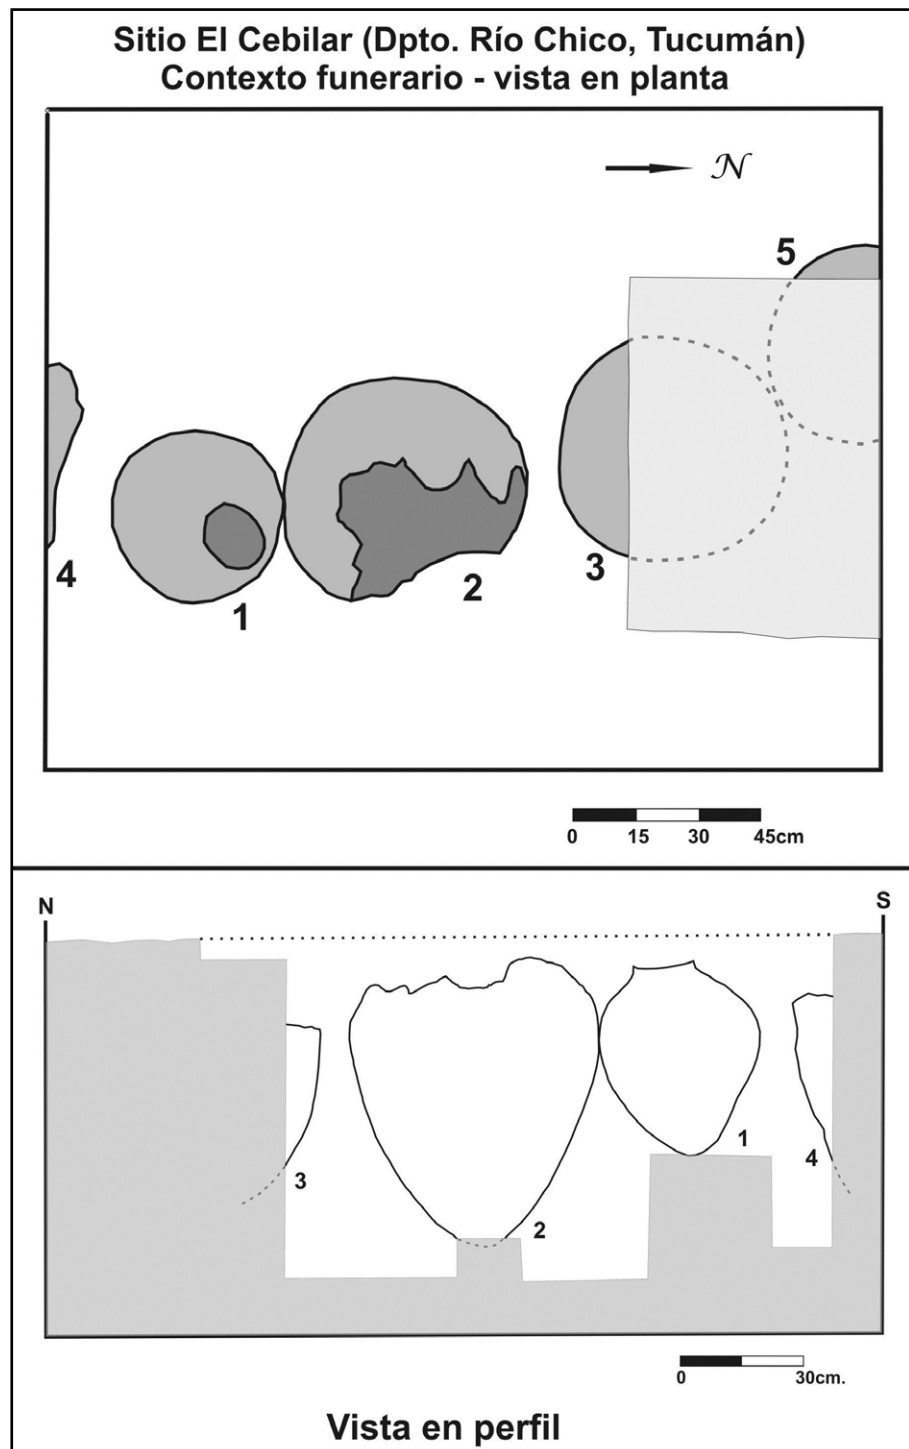 Sitio El Cebilar (Dpto. Río Chico, Tucumán)
Contexto funerario - vista en planta
N
5
4
1
2
3
0 15 30 45cm
N S
3
2
1
4
0 30cm.
Vista en perfil